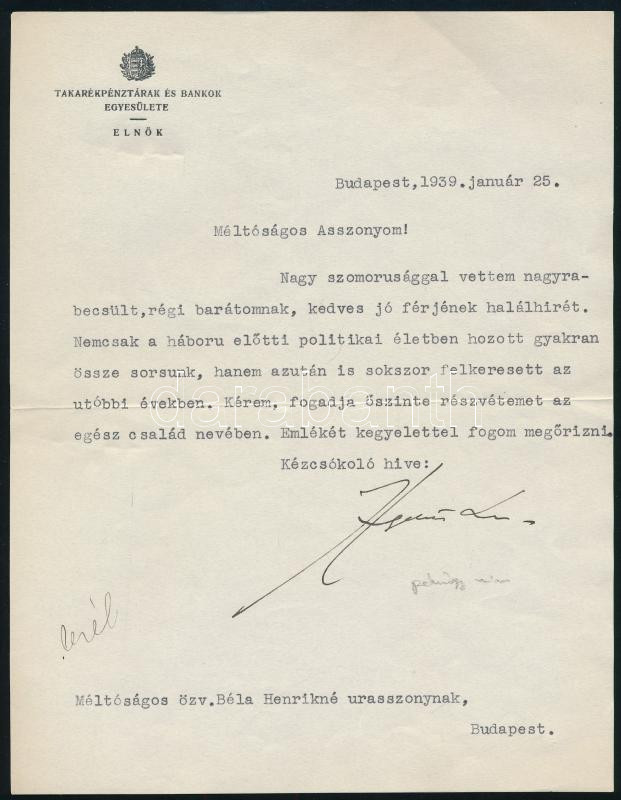 TAKARÉKPÉNZTÁRAK ÉS BANKOK
EGYESÜLETE
ELNÖK
Budapest,1939.január 25.
Méltóságos Asszonyom!
Nagy szomorusággal vettem nagyra-
becsült,régi barátomnak, kedves jó férjének halálhirét.
Nemcsak a háboru előtti politikai életben hozott gyakran
össze sorsunk, hanem azután is sokszor felkeresett az
utóbbi években. Kérem, fogadja őszinte részvétemet az
egész család nevében. Emlékét kegyelettel fogom megőrizni.
Kézcsókoló hive:
darabanth
Méltóságos özv.Béla Henrikné urasszonynak,
Budapest.